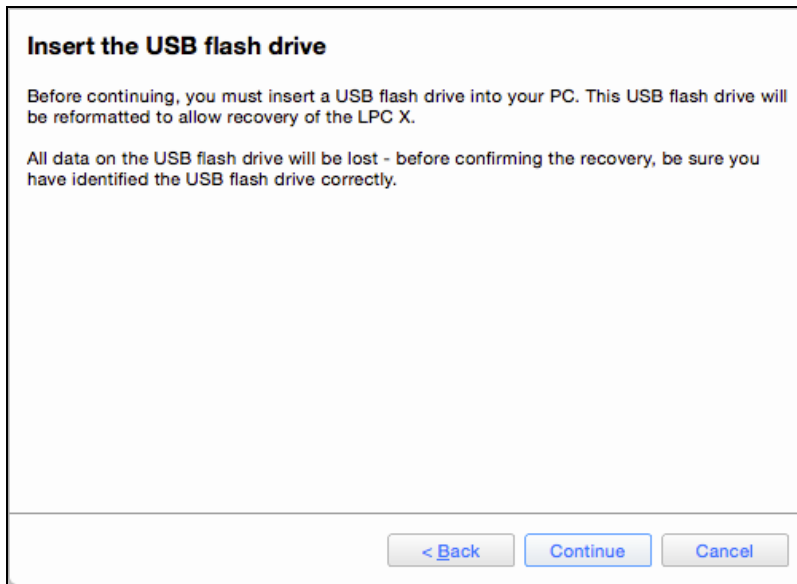 Insert the USB flash drive
Before continuing, you must insert a USB flash drive into your PC. This USB flash drive will
be reformatted to allow recovery of the LPC X.
All data on the USB flash drive will be lost - before confirming the recovery, be sure you
have identified the USB flash drive correctly.
< Back Continue Cancel